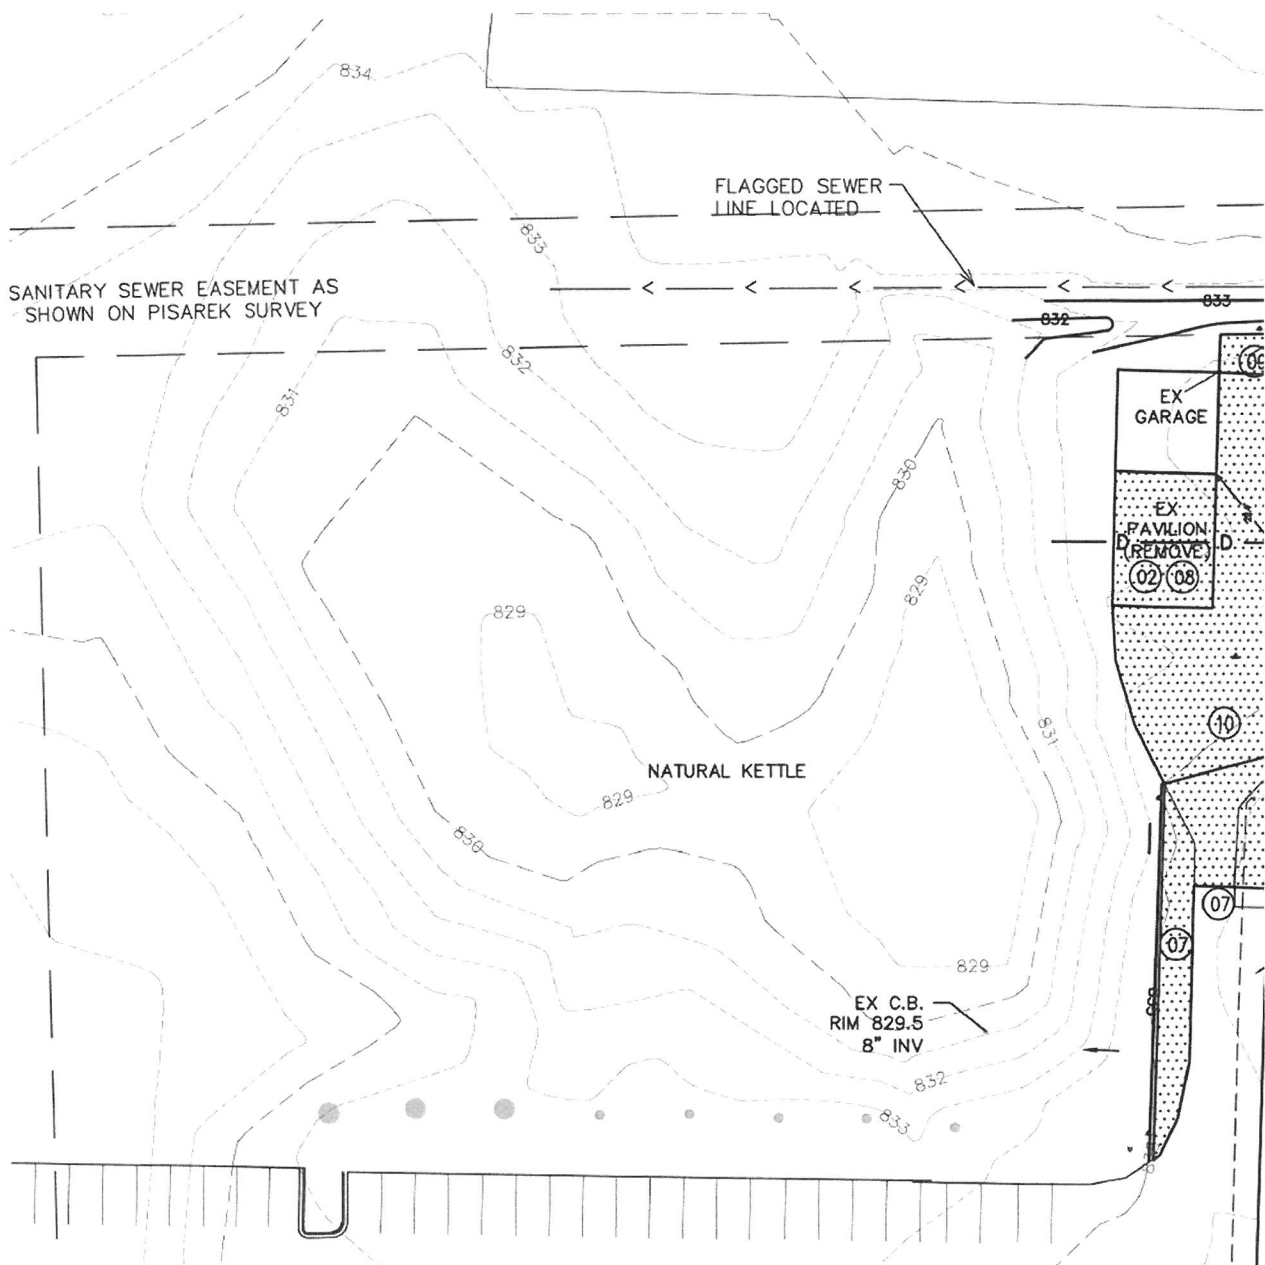 834
FLAGGED SEWER
LINE LOCATED
833
SANITARY SEWER EASEMENT AS
SHOWN ON PISAREK SURVEY
833
832
832
09
831
EX
GARAGE
830
EX
PAVILION
(REMOVE)
D
D
02
08
829
829
831
10
NATURAL KETTLE
829
830
07
07
829
EX C.B.
RIM 829.5
8" INV
832
833